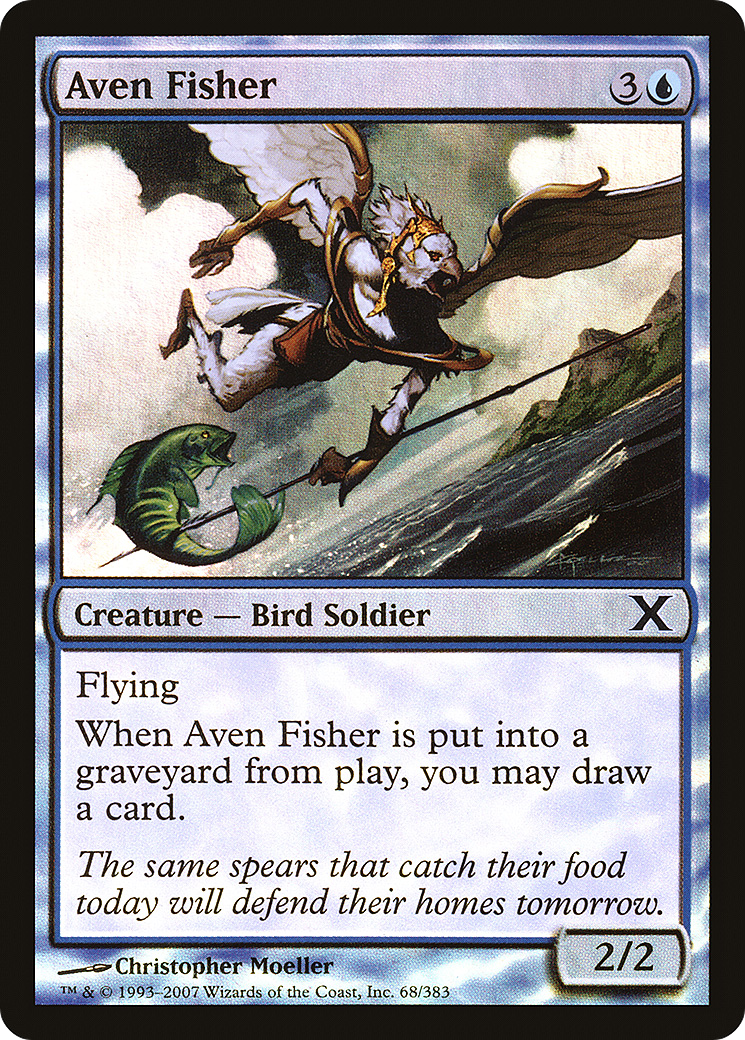 Aven Fisher 3
Creature — Bird Soldier X
Flying
When Aven Fisher is put into a
graveyard from play, you may draw
a card.
The same spears that catch their food
today will defend their homes tomorrow.
2/2
Christopher Moeller
™ & © 1993–2007 Wizards of the Coast, Inc. 68/383